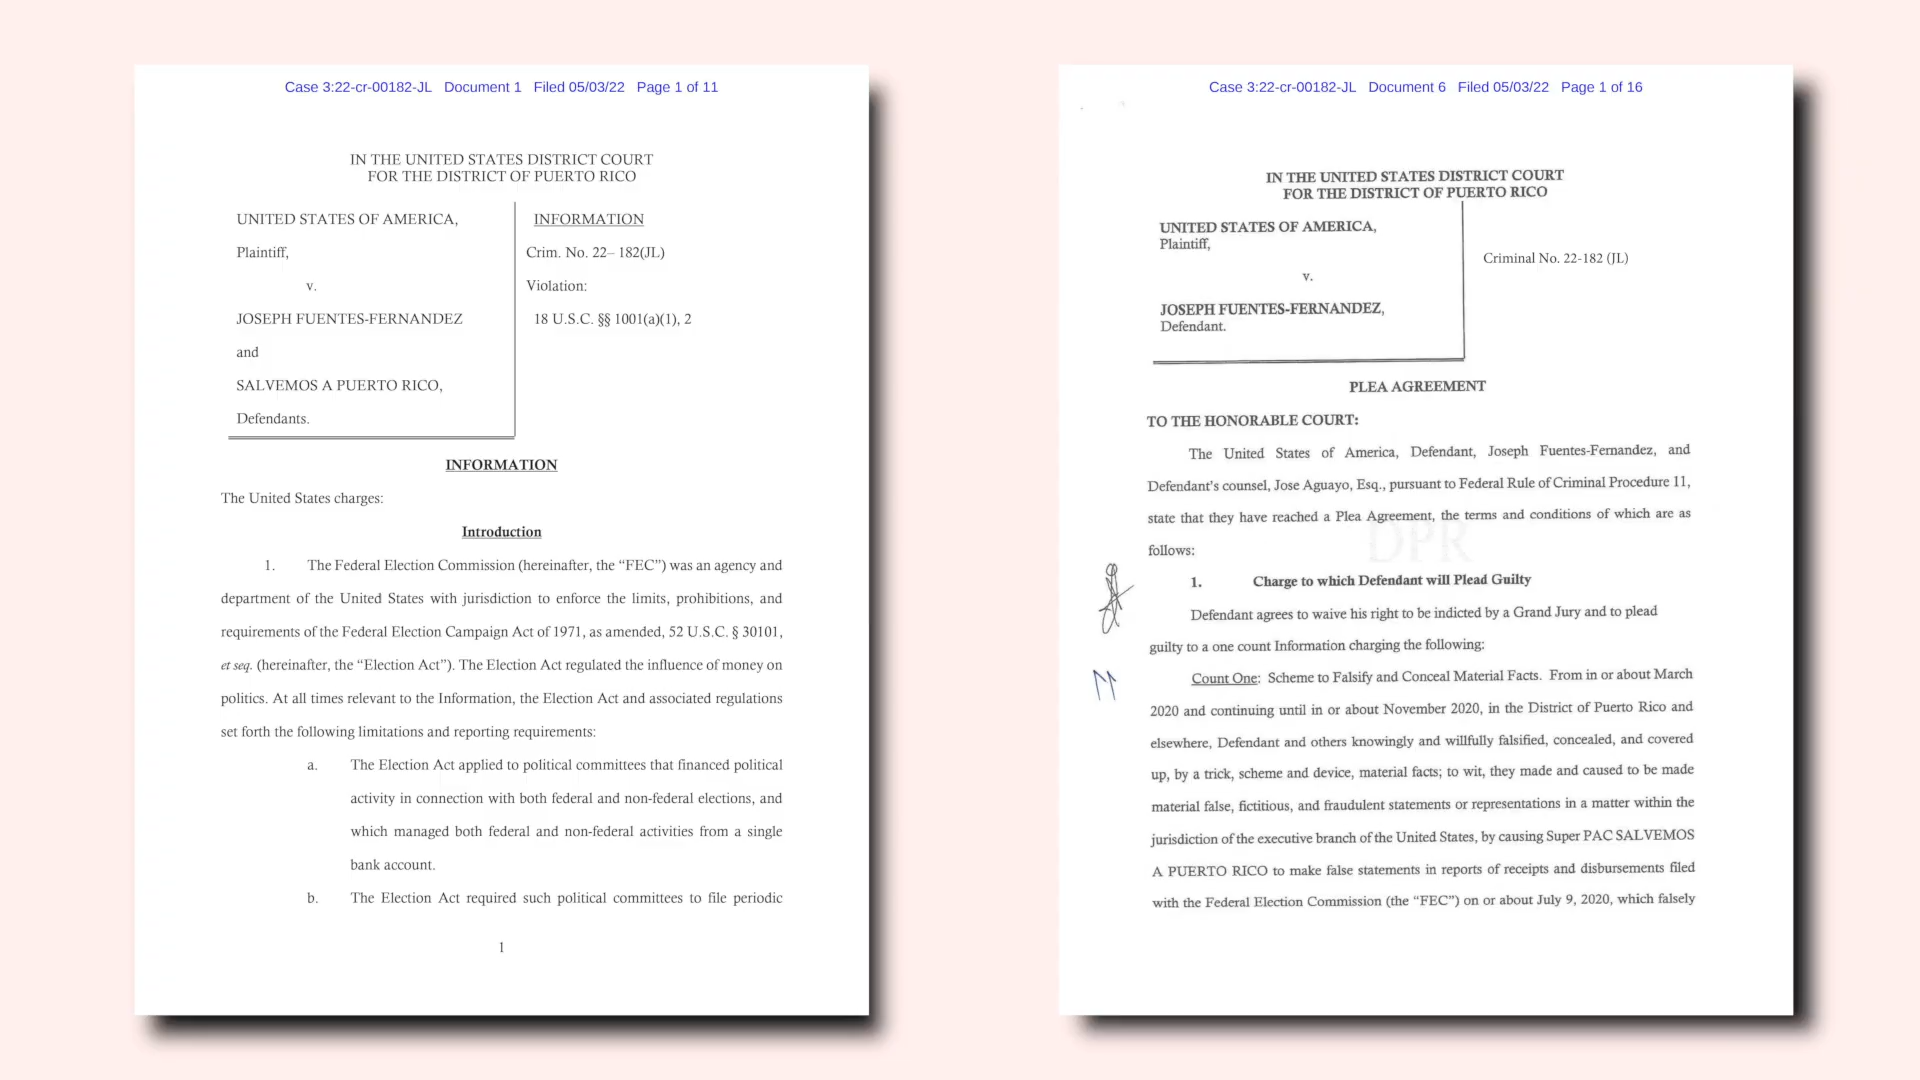 Case 3:22-cr-00182-JL Document 1 Filed 05/03/22 Page 1 of 11
IN THE UNITED STATES DISTRICT COURT
FOR THE DISTRICT OF PUERTO RICO
UNITED STATES OF AMERICA,
Plaintiff,
v.
JOSEPH FUENTES-FERNANDEZ
and
SALVEMOS A PUERTO RICO,
Defendants.
INFORMATION
Crim. No. 22– 182(JL)
Violation:
18 U.S.C. §§ 1001(a)(1), 2
INFORMATION
The United States charges:
Introduction
1. The Federal Election Commission (hereinafter, the “FEC”) was an agency and
department of the United States with jurisdiction to enforce the limits, prohibitions, and
requirements of the Federal Election Campaign Act of 1971, as amended, 52 U.S.C. § 30101,
et seq. (hereinafter, the “Election Act”). The Election Act regulated the influence of money on
politics. At all times relevant to the Information, the Election Act and associated regulations
set forth the following limitations and reporting requirements:
a. The Election Act applied to political committees that financed political
activity in connection with both federal and non-federal elections, and
which managed both federal and non-federal activities from a single
bank account.
b. The Election Act required such political committees to file periodic
1
Case 3:22-cr-00182-JL Document 6 Filed 05/03/22 Page 1 of 16
IN THE UNITED STATES DISTRICT COURT
FOR THE DISTRICT OF PUERTO RICO
UNITED STATES OF AMERICA,
Plaintiff,
v.
JOSEPH FUENTES-FERNANDEZ,
Defendant.
Criminal No. 22-182 (JL)
PLEA AGREEMENT
TO THE HONORABLE COURT:
The United States of America, Defendant, Joseph Fuentes-Fernandez, and
Defendant’s counsel, Jose Aguayo, Esq., pursuant to Federal Rule of Criminal Procedure 11,
state that they have reached a Plea Agreement, the terms and conditions of which are as
follows:
DPR
1. Charge to which Defendant will Plead Guilty
Defendant agrees to waive his right to be indicted by a Grand Jury and to plead
guilty to a one count Information charging the following:
Count One: Scheme to Falsify and Conceal Material Facts. From in or about March
2020 and continuing until in or about November 2020, in the District of Puerto Rico and
elsewhere, Defendant and others knowingly and willfully falsified, concealed, and covered
up, by a trick, scheme and device, material facts; to wit, they made and caused to be made
material false, fictitious, and fraudulent statements or representations in a matter within the
jurisdiction of the executive branch of the United States, by causing Super PAC SALVEMOS
A PUERTO RICO to make false statements in reports of receipts and disbursements filed
with the Federal Election Commission (the “FEC”) on or about July 9, 2020, which falsely